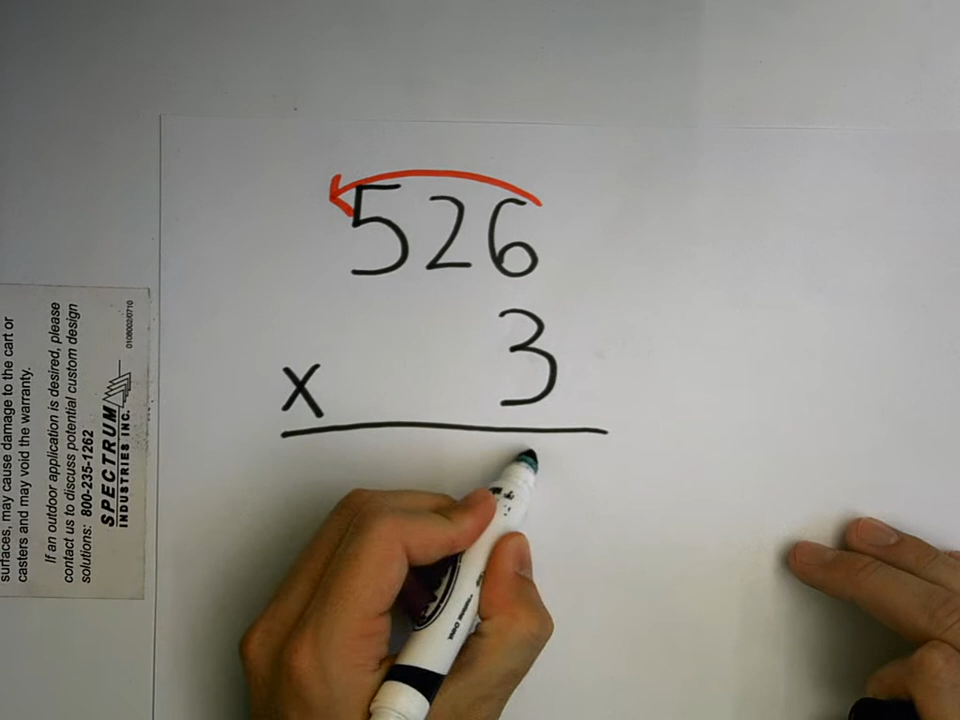 526
x 3
surfaces, may cause damage to the cart or
castters and may void the warranty.
If an outdoor application is desired, please
contact us to discuss potential custom design
solutions: 800-235-1262
SPECTRUM
INDUSTRIES INC.